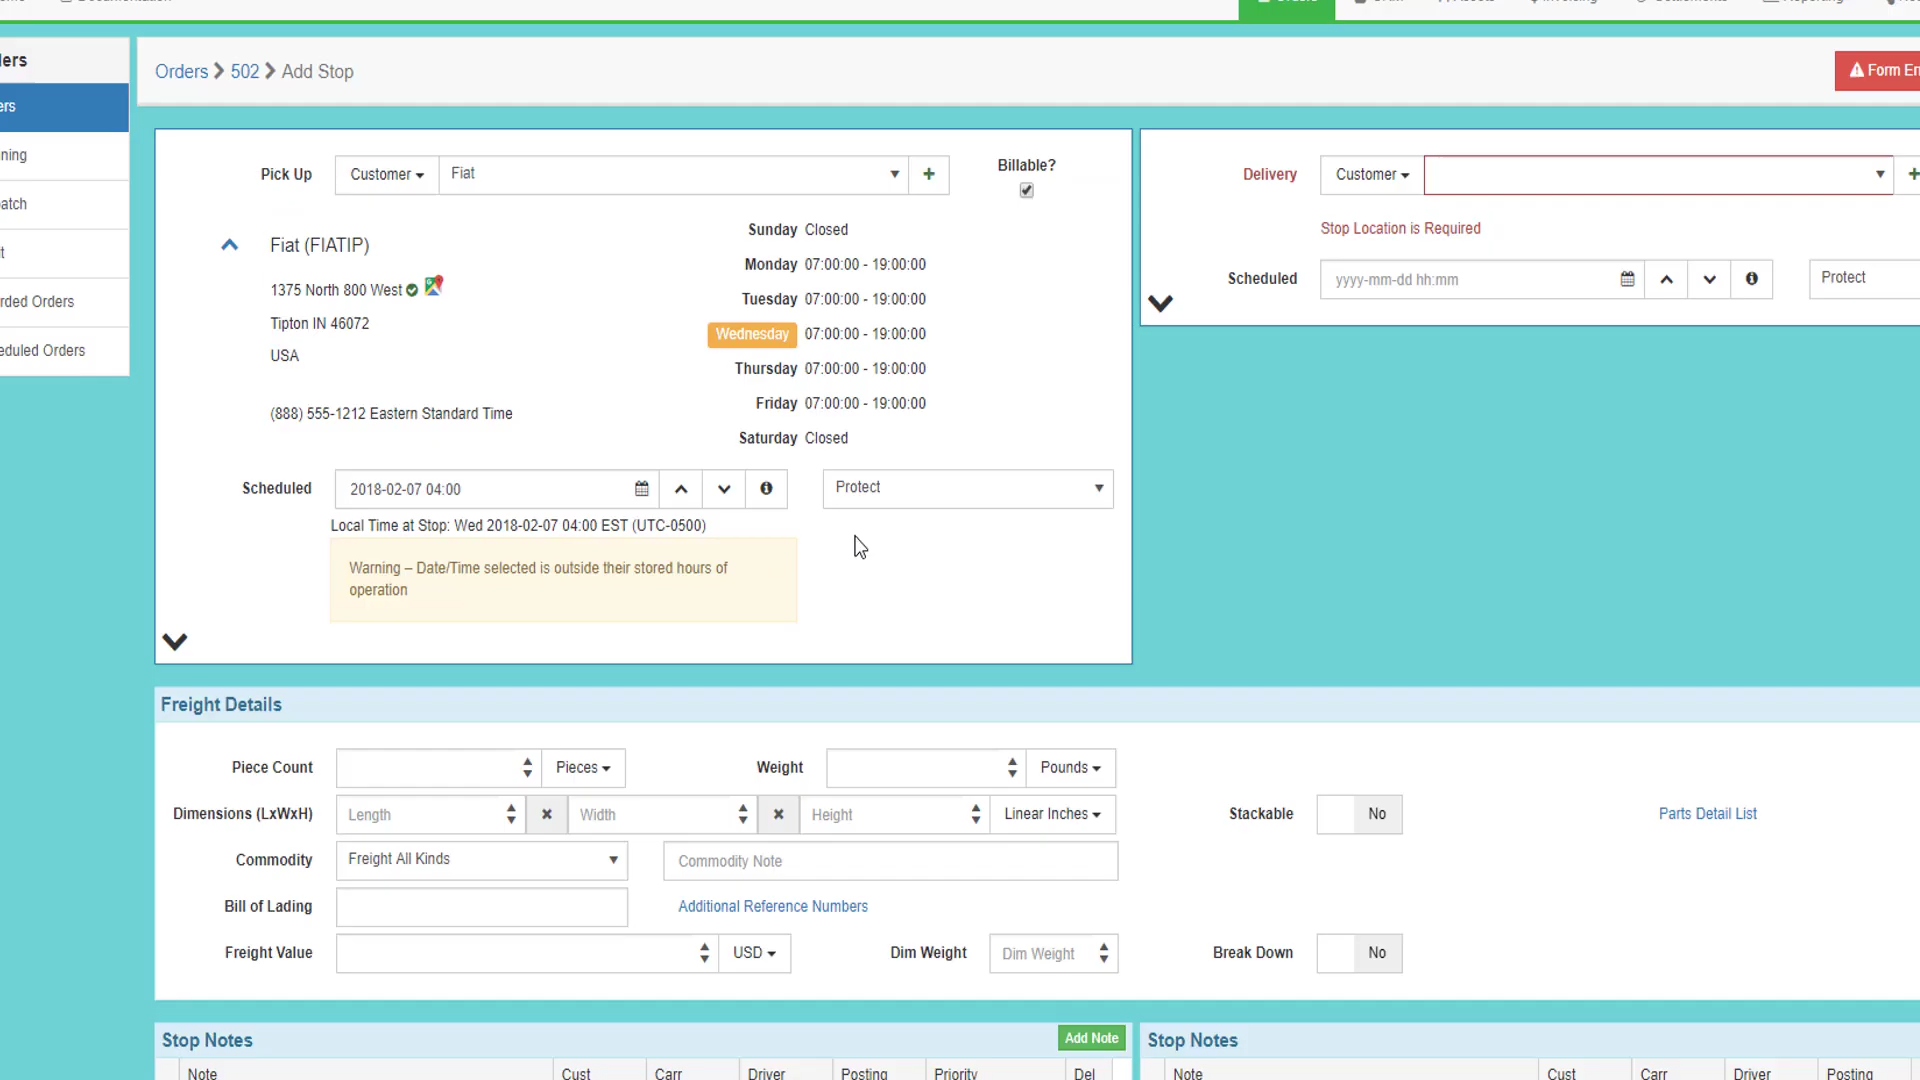 Documentation
Orders
Invoicing
Settlements
Reporting
ers
Orders 502 Add Stop
Form Er
Pick Up Customer Fiat Billable?
Fiat (FIATIP)
1375 North 800 West
Tipton IN 46072
USA
(888) 555-1212 Eastern Standard Time
Sunday Closed
Monday 07:00:00 - 19:00:00
Tuesday 07:00:00 - 19:00:00
Wednesday 07:00:00 - 19:00:00
Thursday 07:00:00 - 19:00:00
Friday 07:00:00 - 19:00:00
Saturday Closed
Scheduled 2018-02-07 04:00 Protect
Local Time at Stop: Wed 2018-02-07 04:00 EST (UTC-0500)
Warning – Date/Time selected is outside their stored hours of
operation
Delivery Customer
Stop Location is Required
Scheduled yyyy-mm-dd hh:mm Protect
ers
ning
atch
t
rded Orders
eduled Orders
Freight Details
Piece Count Pieces Weight Pounds
Dimensions (LxWxH) Length Width Height Linear Inches Stackable No Parts Detail List
Commodity Freight All Kinds Commodity Note
Bill of Lading Additional Reference Numbers
Freight Value USD Dim Weight Dim Weight Break Down No
Stop Notes Add Note
Note Cust Carr Driver Posting Priority Del
Stop Notes
Note Cust Carr Driver Posting